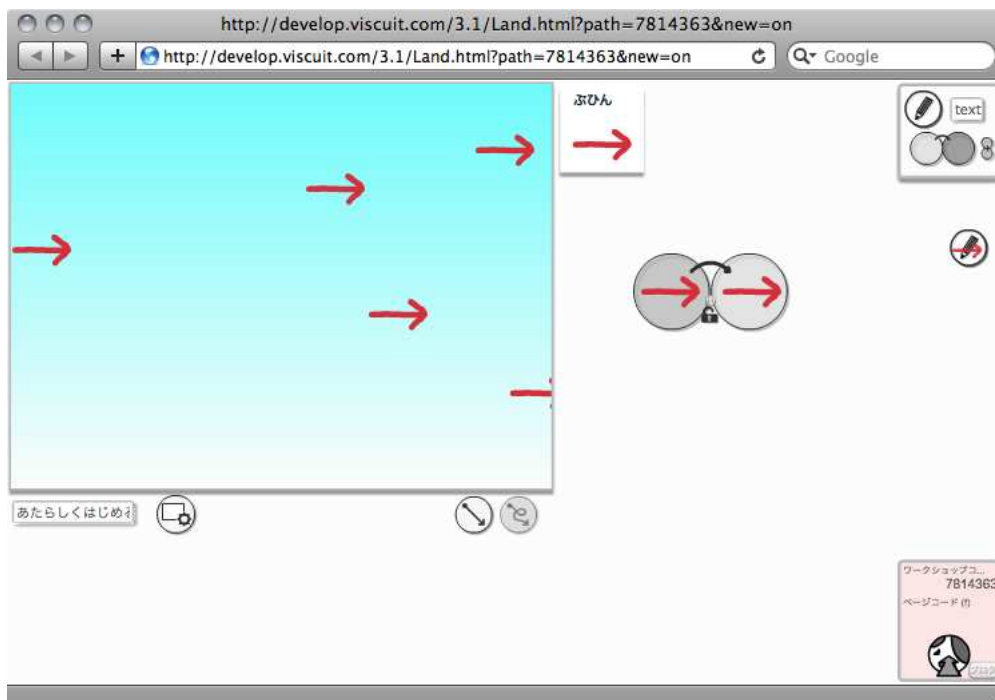 http://develop.viscuit.com/3.1/Land.html?path=7814363&new=on
http://develop.viscuit.com/3.1/Land.html?path=7814363&new=on
Google
ぶひん
text
あたらしくはじめ
ワークショップコ...
7814363
ページコード (f)